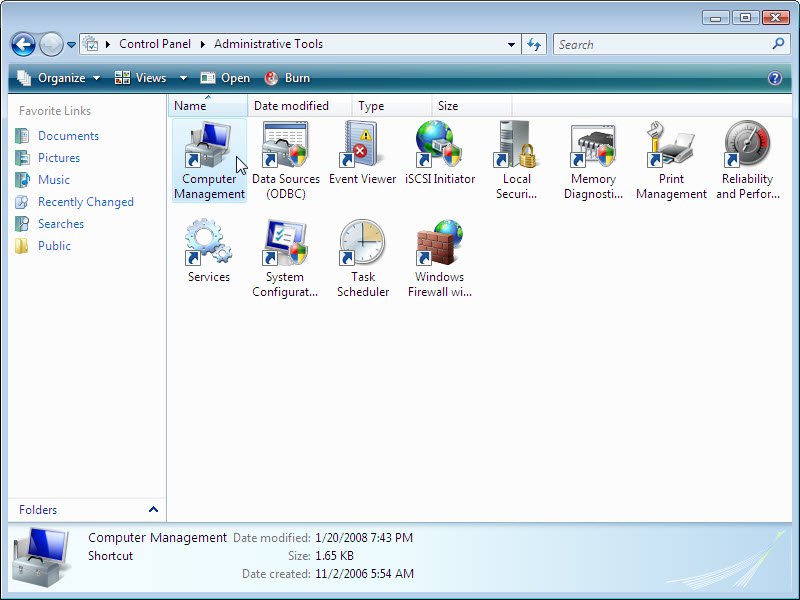 Control Panel Administrative Tools
Search
Organize Views Open Burn
Favorite Links
Documents
Pictures
Music
Recently Changed
Searches
Public
Folders
Name Date modified Type Size
Computer
Management
Data Sources
(ODBC)
Event Viewer
iSCSI Initiator
Local
Securi...
Memory
Diagnosti...
Print
Management
Reliability
and Perfor...
Services
System
Configurat...
Task
Scheduler
Windows
Firewall wi...
Computer Management Date modified: 1/20/2008 7:43 PM
Shortcut Size: 1.65 KB
Date created: 11/2/2006 5:54 AM